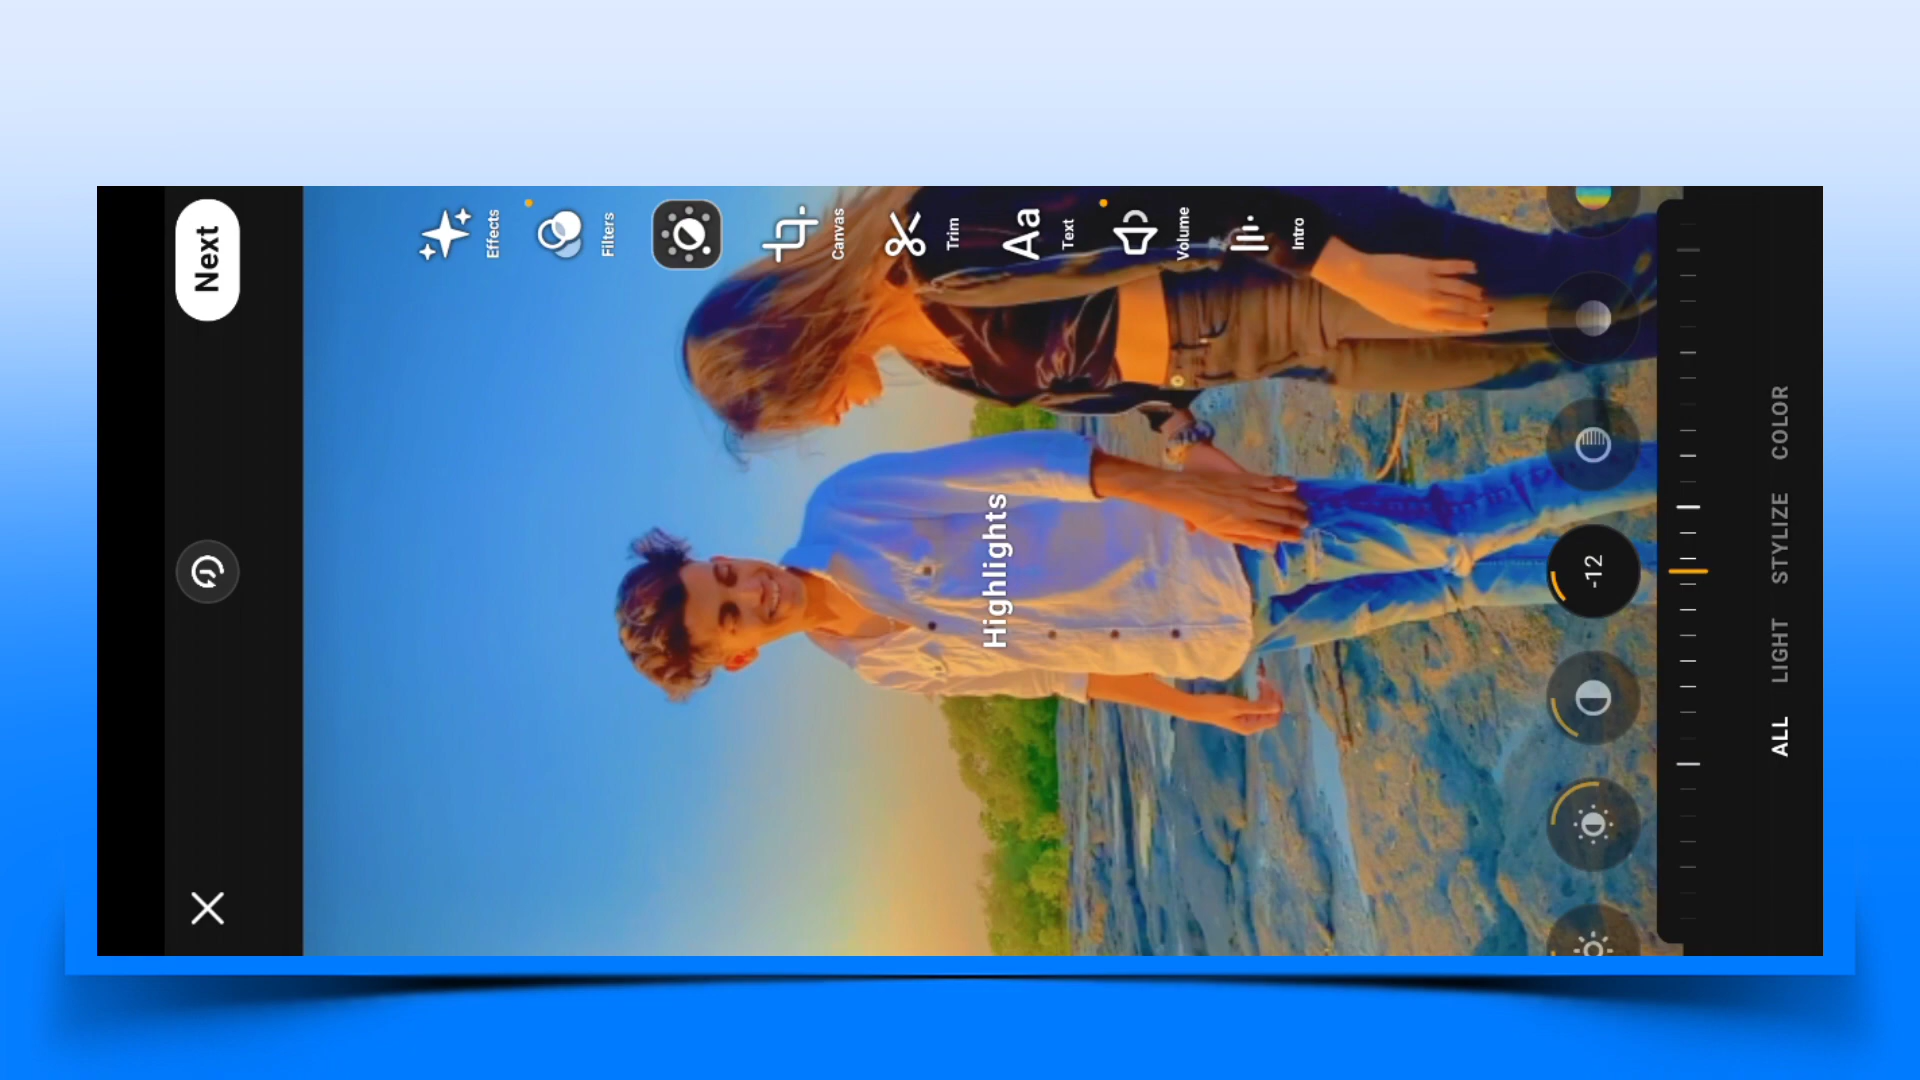 Next
Effects
Filters
Canvas
Trim
Aa
Text
Volume
Intro
Highlights
-12
ALL LIGHT STYLIZE COLOR